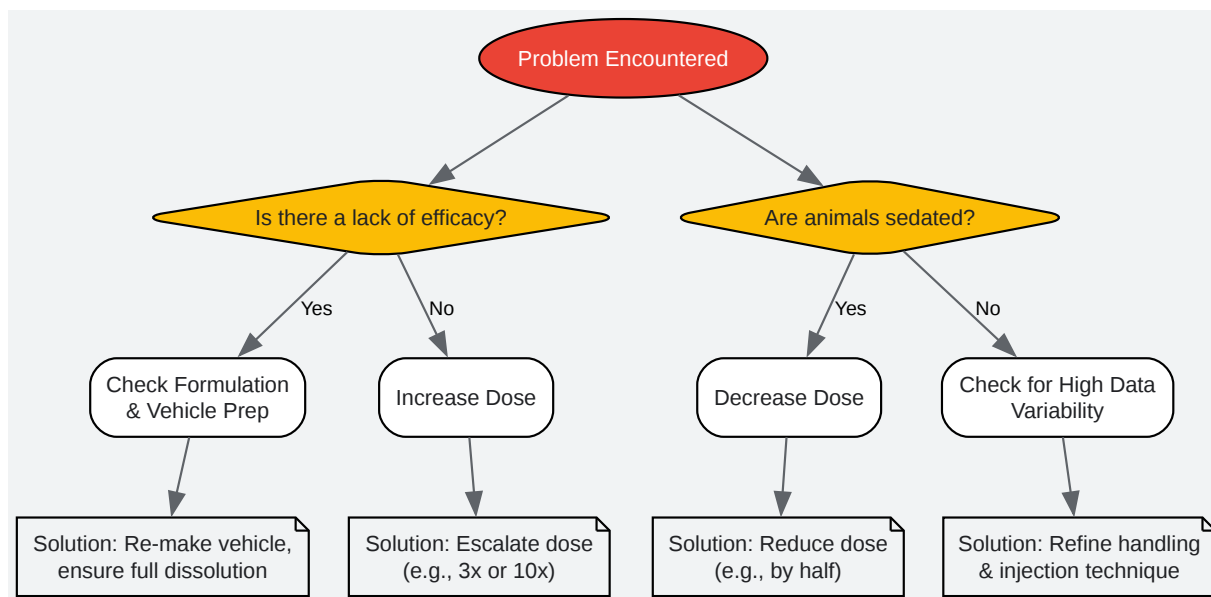 Problem Encountered
Is there a lack of efficacy?
Are animals sedated?
Yes
No
Yes
No
Check Formulation
& Vehicle Prep
Increase Dose
Decrease Dose
Check for High Data
Variability
Solution: Re-make vehicle,
ensure full dissolution
Solution: Escalate dose
(e.g., 3x or 10x)
Solution: Reduce dose
(e.g., by half)
Solution: Refine handling
& injection technique